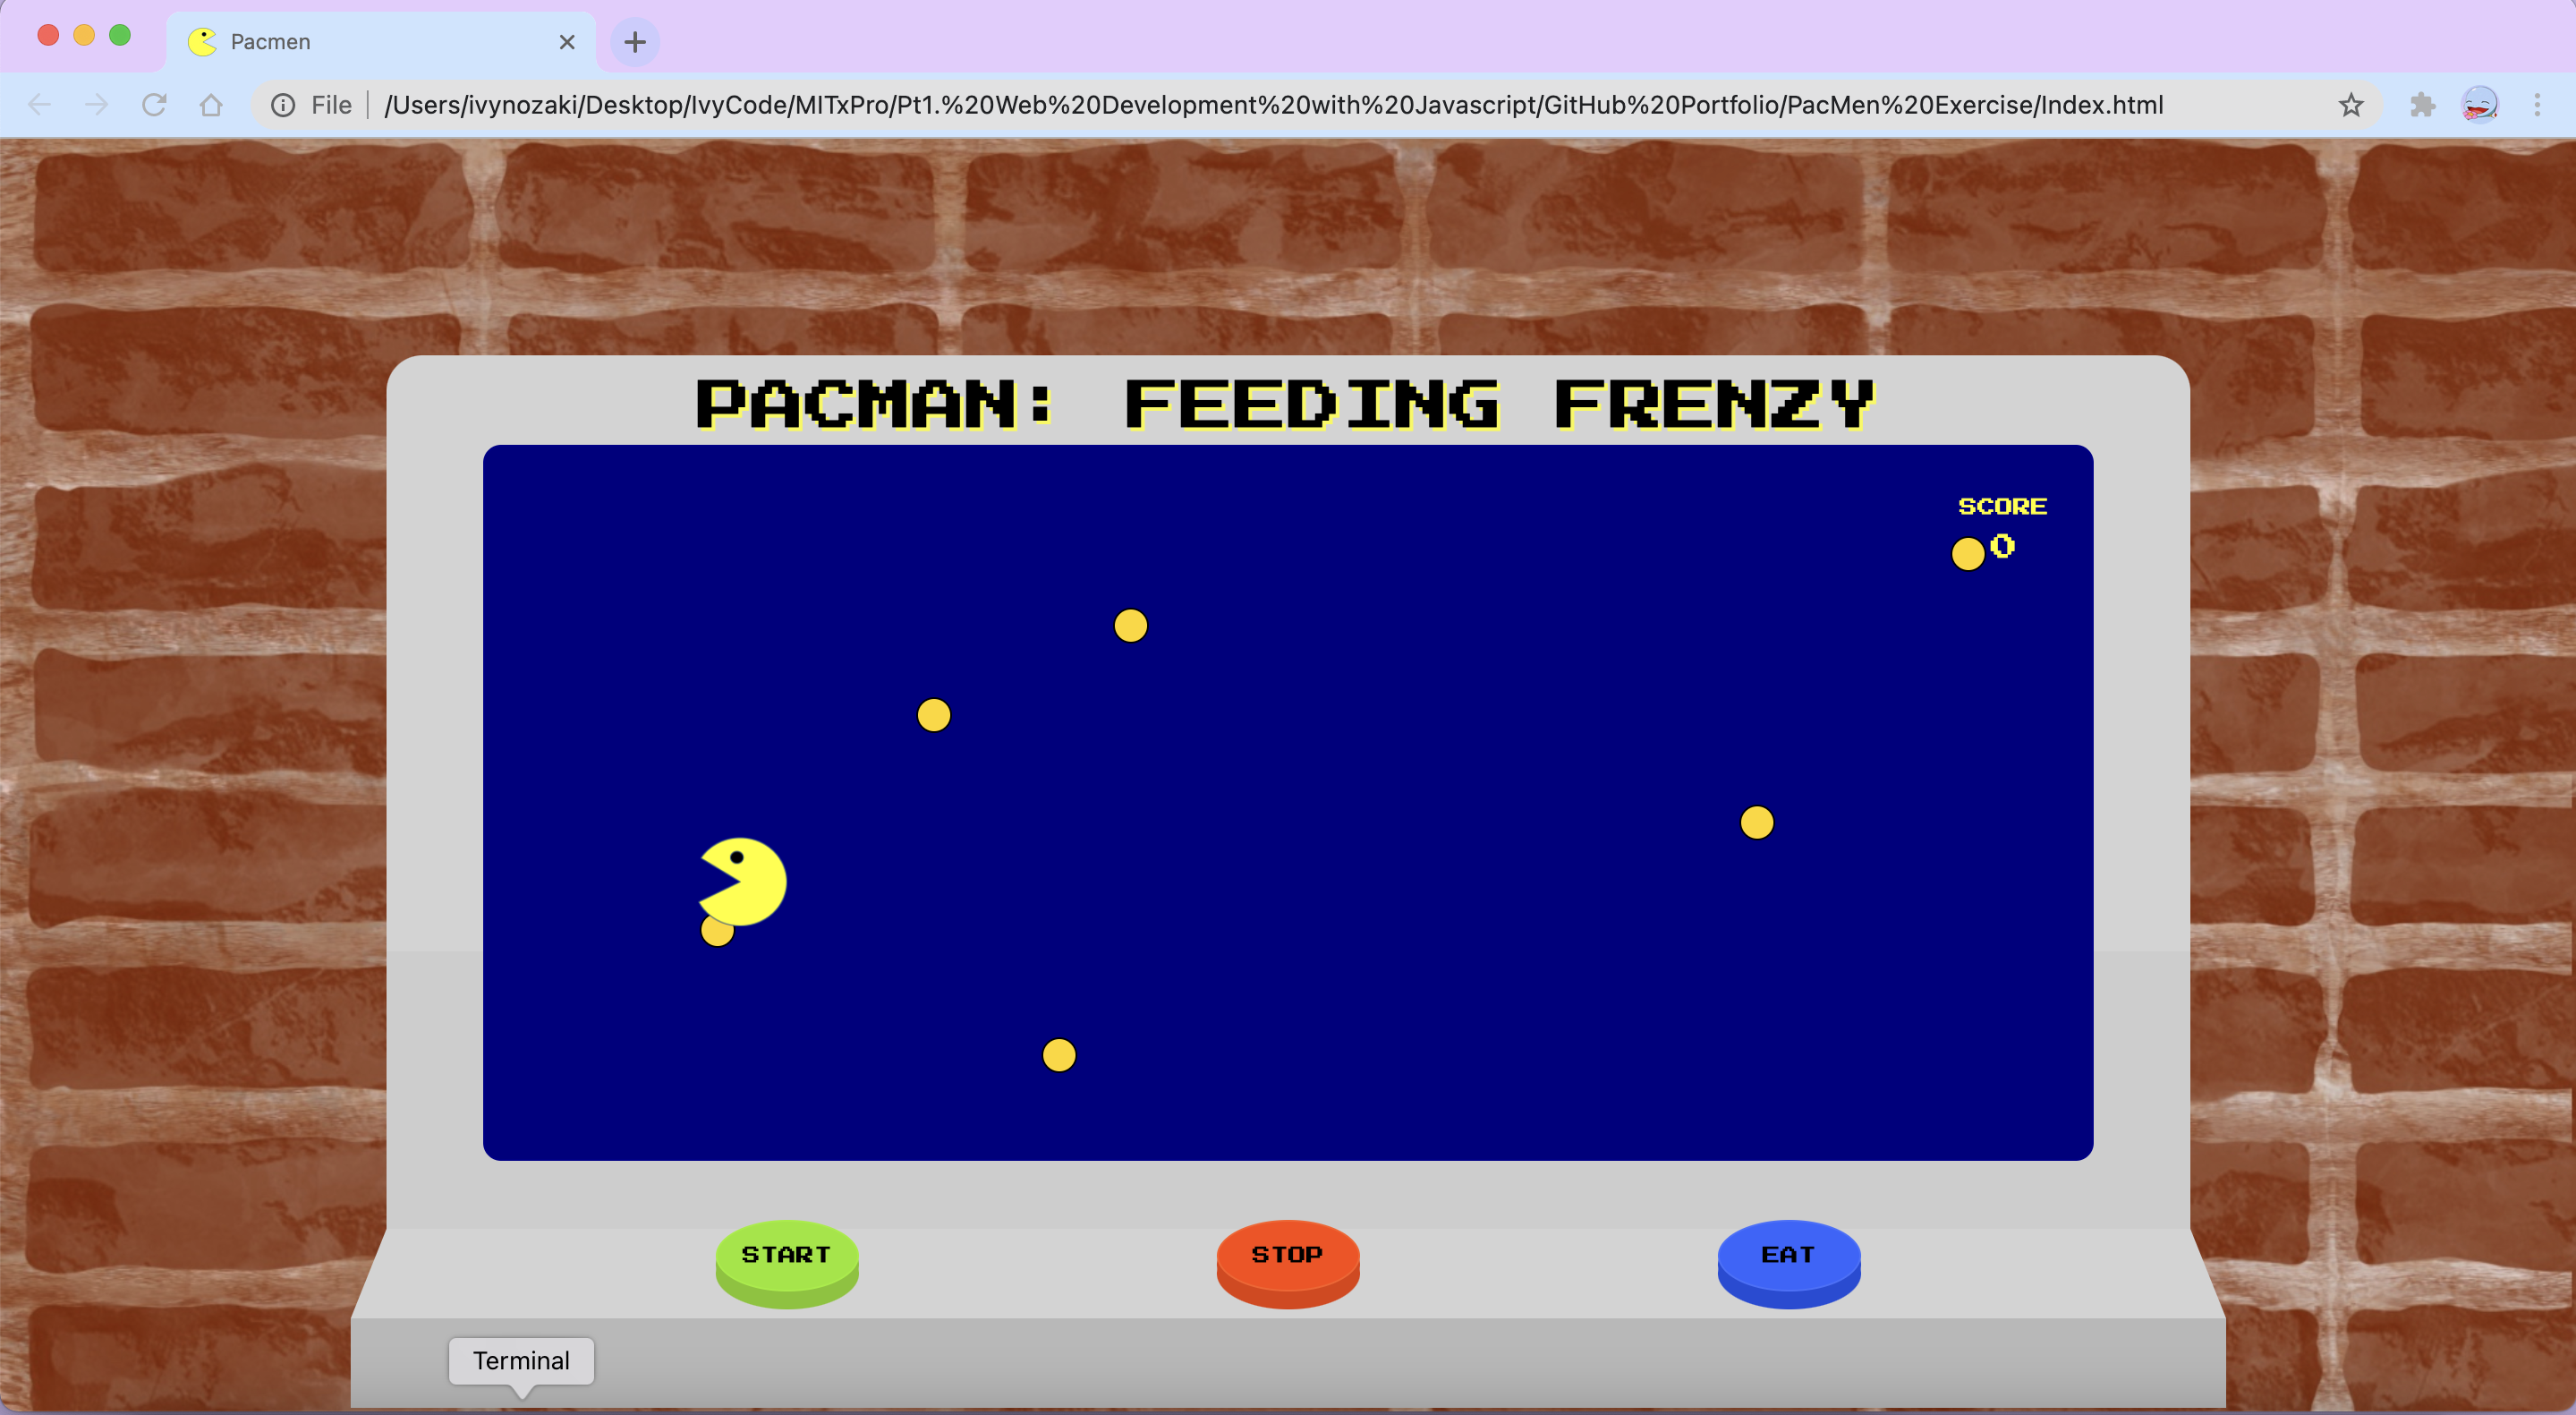 Pacmen
File /Users/ivynozaki/Desktop/IvyCode/MITxPro/Pt1.%20Web%20Development%20with%20Javascript/GitHub%20Portfolio/PacMen%20Exercise/Index.html
PACMAN: FEEDING FRENZY
SCORE
0
START STOP EAT
Terminal